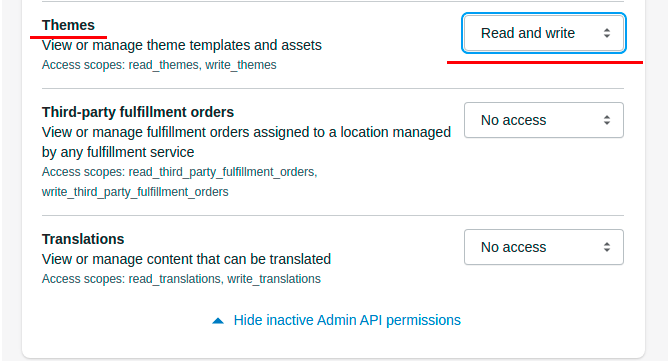 Themes
Read and write
View or manage theme templates and assets
Access scopes: read_themes, write_themes
Third-party fulfillment orders
No access
View or manage fulfillment orders assigned to a location managed
by any fulfillment service
Access scopes: read_third_party_fulfillment_orders,
write_third_party_fulfillment_orders
Translations
No access
View or manage content that can be translated
Access scopes: read_translations, write_translations
Hide inactive Admin API permissions